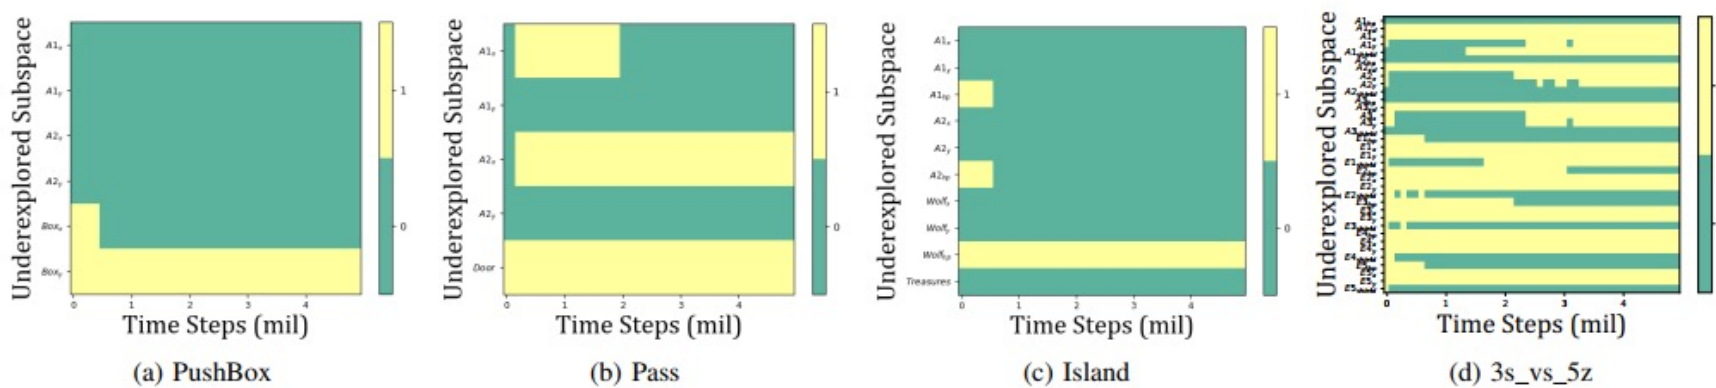 Underexplored Subspace
A1x
A1y
A2x
A2y
Boxx
Boxy
0 1 2 3 4
1
0
Time Steps (mil)
(a) PushBox
Underexplored Subspace
A1x
A1y
A2x
A2y
Door
0 1 2 3 4
1
0
Time Steps (mil)
(b) Pass
Underexplored Subspace
A1x
A1y
A1hp
A2x
A2y
A2hp
Wolfx
Wolfy
Wolfhp
Treasures
0 1 2 3 4
1
0
Time Steps (mil)
(c) Island
Underexplored Subspace
0 1 2 3 4
Time Steps (mil)
(d) 3s_vs_5z